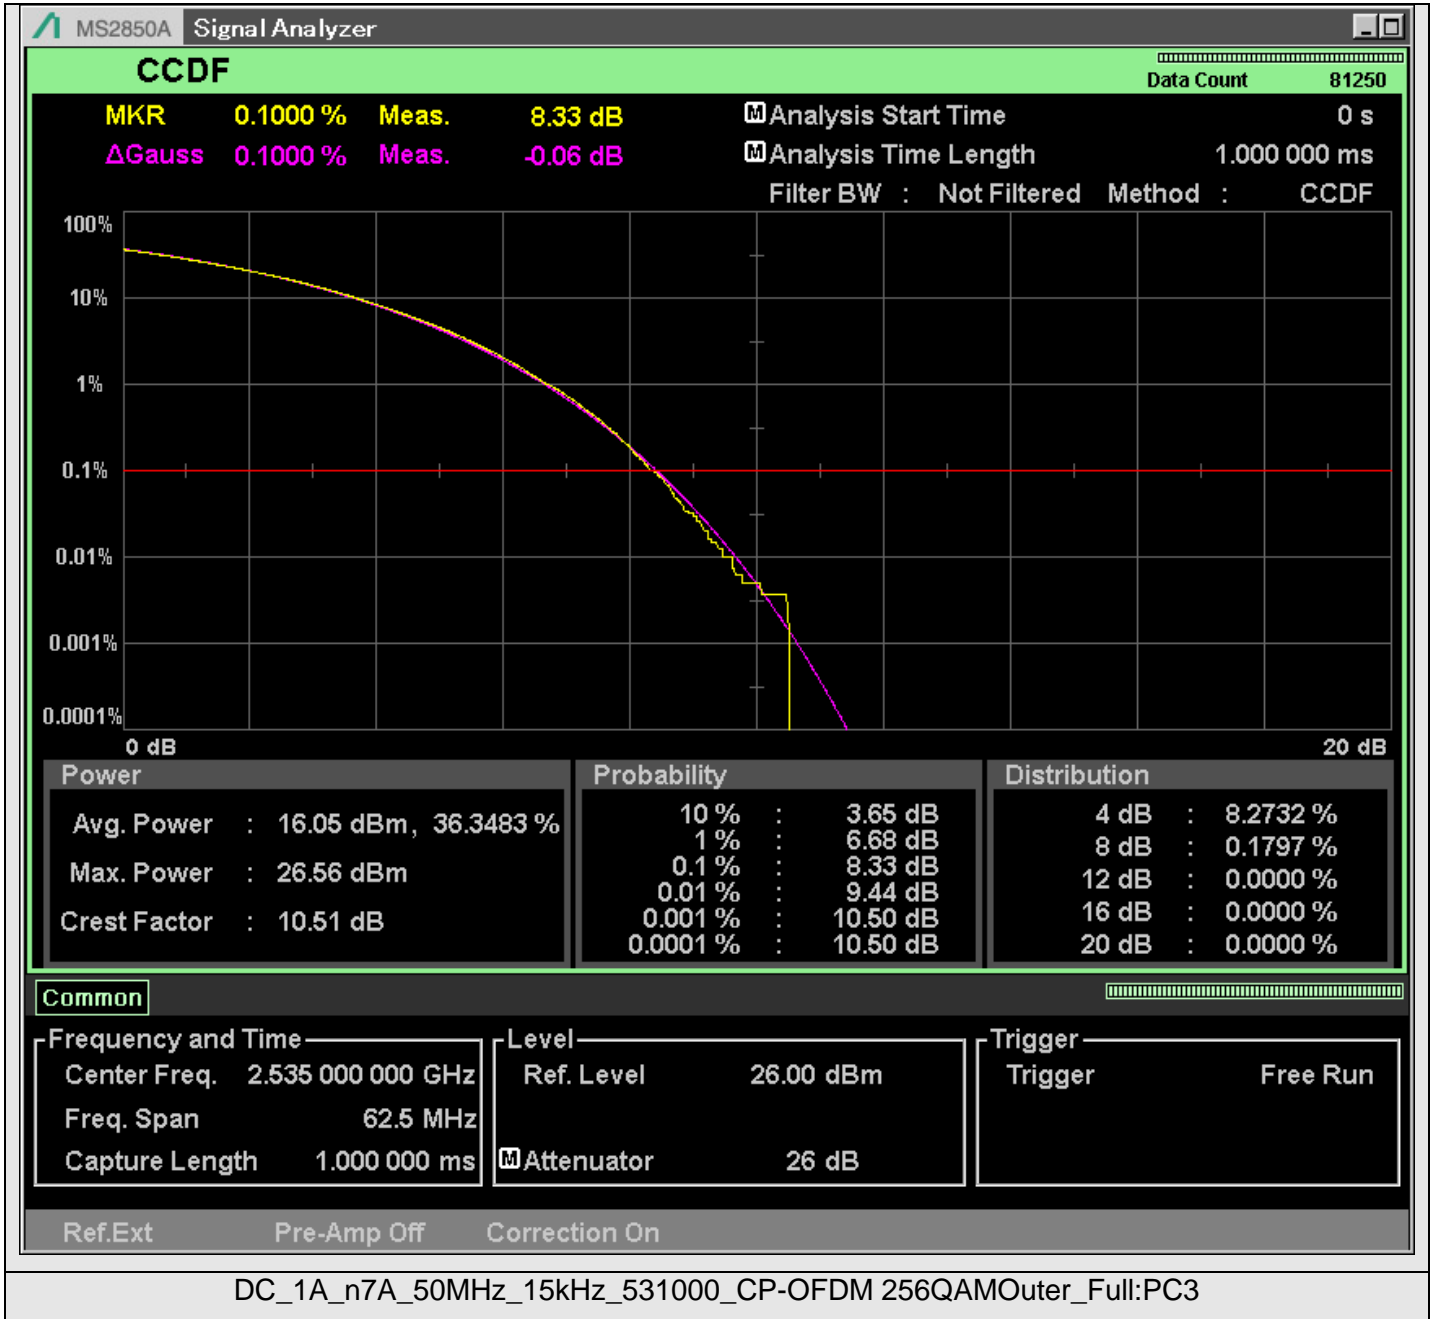 MS2850A Signal Analyzer
CCDF
Data Count 81250
MKR 0.1000 % Meas. 8.33 dB
ΔGauss 0.1000 % Meas. -0.06 dB
M Analysis Start Time 0 s
M Analysis Time Length 1.000 000 ms
Filter BW : Not Filtered Method : CCDF
100%
10%
1%
0.1%
0.01%
0.001%
0.0001%
0 dB 20 dB
Power
Avg. Power : 16.05 dBm, 36.3483 %
Max. Power : 26.56 dBm
Crest Factor : 10.51 dB
Probability
10 % : 3.65 dB
1 % : 6.68 dB
0.1 % : 8.33 dB
0.01 % : 9.44 dB
0.001 % : 10.50 dB
0.0001 % : 10.50 dB
Distribution
4 dB : 8.2732 %
8 dB : 0.1797 %
12 dB : 0.0000 %
16 dB : 0.0000 %
20 dB : 0.0000 %
Common
Frequency and Time
Center Freq. 2.535 000 000 GHz
Freq. Span 62.5 MHz
Capture Length 1.000 000 ms
Level
Ref. Level 26.00 dBm
M Attenuator 26 dB
Trigger
Trigger Free Run
Ref.Ext Pre-Amp Off Correction On
DC_1A_n7A_50MHz_15kHz_531000_CP-OFDM 256QAMOuter_Full:PC3